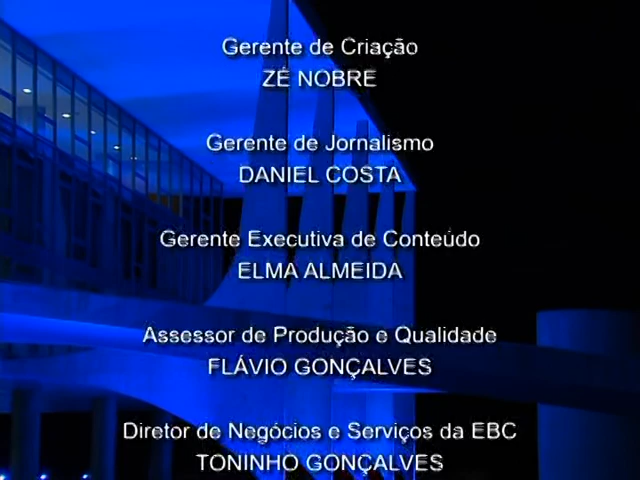 Gerente de Criação
ZÉ NOBRE
Gerente de Jornalismo
DANIEL COSTA
Gerente Executiva de Conteúdo
ELMA ALMEIDA
Assessor de Produção e Qualidade
FLÁVIO GONÇALVES
Diretor de Negócios e Serviços da EBC
TONINHO GONÇALVES